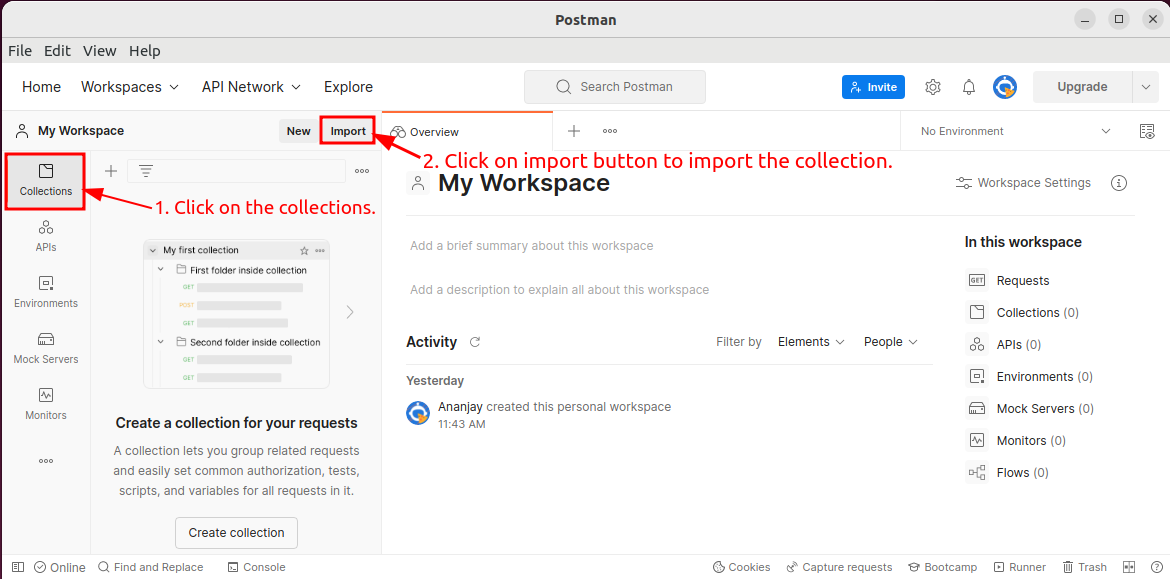 Postman
File Edit View Help
Home Workspaces API Network Explore Search Postman Invite Upgrade
My Workspace New Import Overview No Environment
2. Click on import button to import the collection.
Collections
My Workspace Workspace Settings
1. Click on the collections.
APIs
Environments
Mock Servers
Monitors
My first collection
First folder inside collection
GET
POST
GET
Second folder inside collection
GET
GET
Create a collection for your requests
A collection lets you group related requests
and easily set common authorization, tests,
scripts, and variables for all requests in it.
Create collection
Add a brief summary about this workspace
Add a description to explain all about this workspace
Activity Filter by Elements People
Yesterday
Ananjay created this personal workspace
11:43 AM
In this workspace
GET Requests
Collections (0)
APIs (0)
Environments (0)
Mock Servers (0)
Monitors (0)
Flows (0)
Online Find and Replace Console Cookies Capture requests Bootcamp Runner Trash